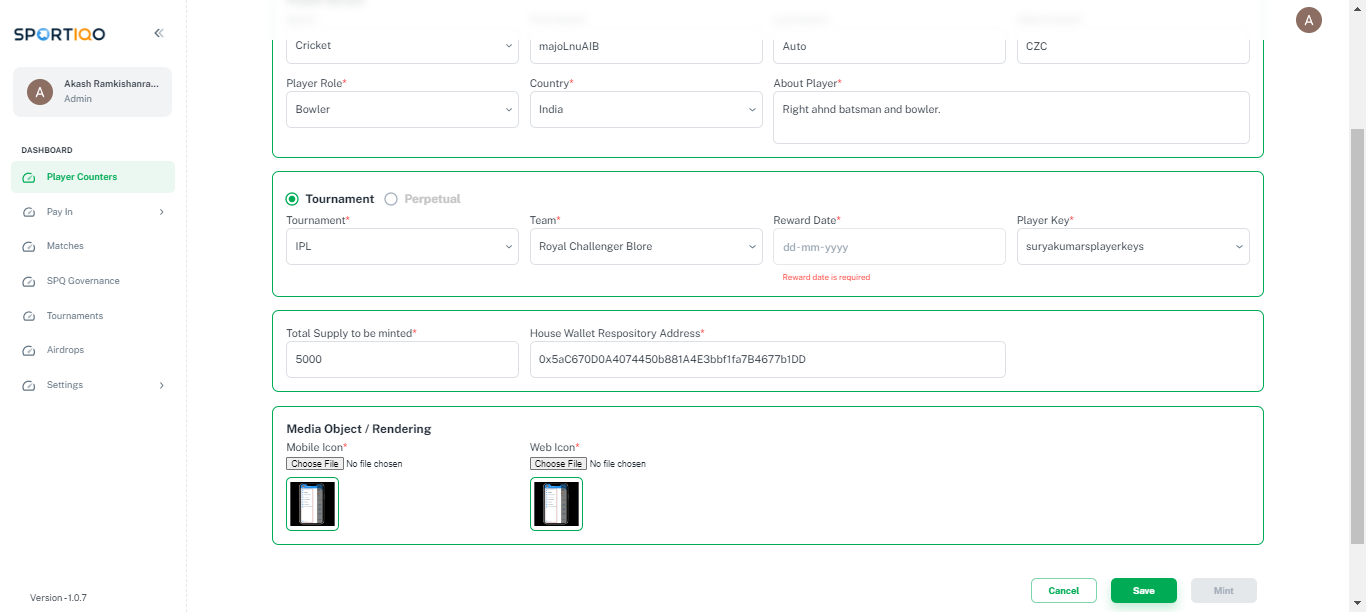 SPORTIQO
A
Akash Ramkishanra...
Admin
A
DASHBOARD
Player Counters
Pay In
Matches
SPQ Governance
Tournaments
Airdrops
Settings
Version -1.0.7
Cricket majoLnuAIB Auto CZC
Player Role* Country* About Player*
Bowler India Right ahnd batsman and bowler.
Tournament Perpetual
Tournament* Team* Reward Date* Player Key*
IPL Royal Challenger Blore dd-mm-yyyy suryakumarsplayerkeys
Reward date is required
Total Supply to be minted* House Wallet Respository Address*
5000 0x5aC670D0A4074450b881A4E3bbf1fa7B4677b1DD
Media Object / Rendering
Mobile Icon* Web Icon*
Choose File No file chosen Choose File No file chosen
Cancel Save Mint